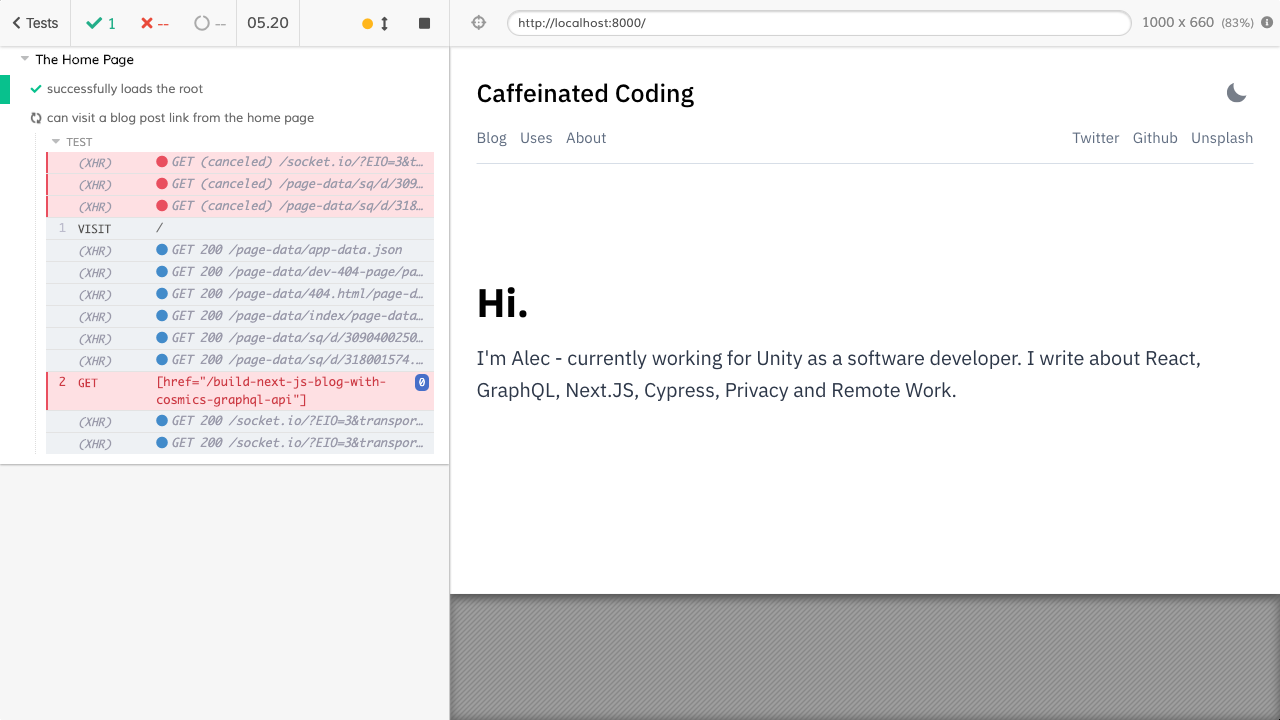 Tests
1
--
--
05.20
http://localhost:8000/
1000 x 660 (83%)
The Home Page
successfully loads the root
can visit a blog post link from the home page
TEST
(XHR) GET (canceled) /socket.io/?EIO=3&t…
(XHR) GET (canceled) /page-data/sq/d/309…
(XHR) GET (canceled) /page-data/sq/d/318…
1 VISIT /
(XHR) GET 200 /page-data/app-data.json
(XHR) GET 200 /page-data/dev-404-page/pa…
(XHR) GET 200 /page-data/404.html/page-d…
(XHR) GET 200 /page-data/index/page-data…
(XHR) GET 200 /page-data/sq/d/3090400250…
(XHR) GET 200 /page-data/sq/d/318001574.…
2 GET [href="/build-next-js-blog-with-
cosmics-graphql-api"] 0
(XHR) GET 200 /socket.io/?EIO=3&transpor…
(XHR) GET 200 /socket.io/?EIO=3&transpor…
Caffeinated Coding
Blog Uses About
Twitter Github Unsplash
Hi.
I'm Alec - currently working for Unity as a software developer. I write about React,
GraphQL, Next.JS, Cypress, Privacy and Remote Work.